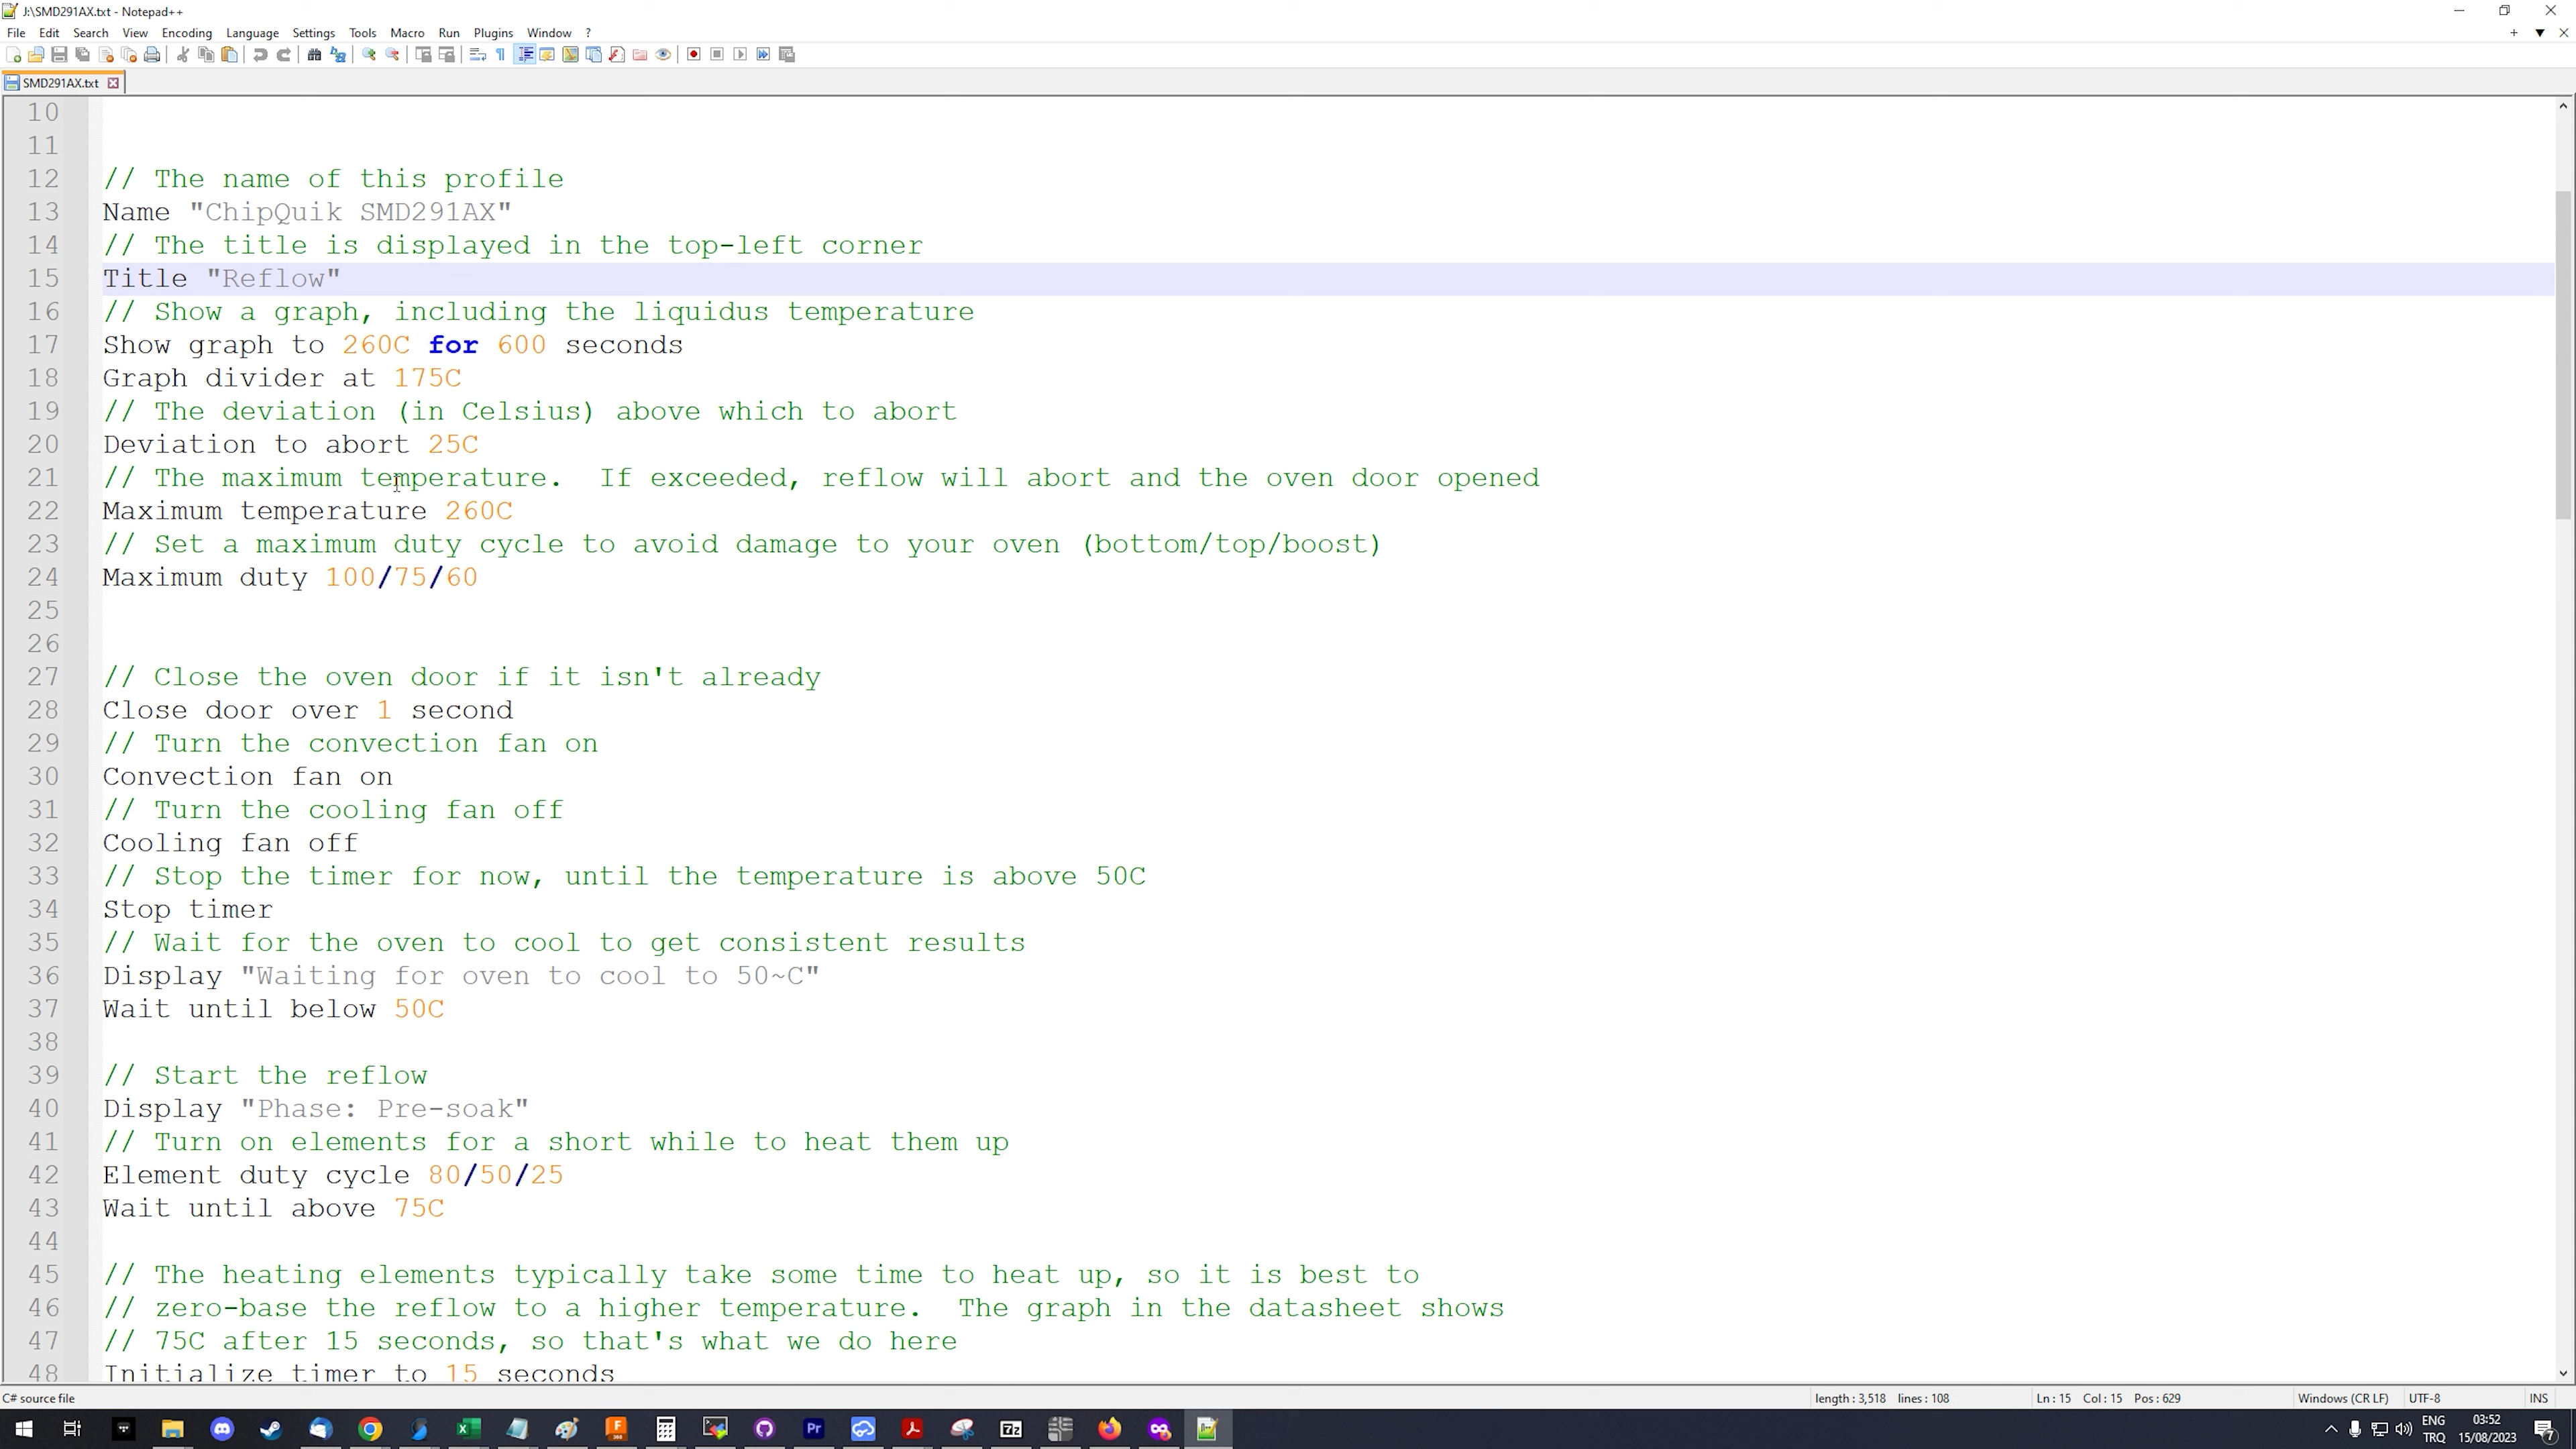 J:\SMD291AX.txt - Notepad++
File Edit Search View Encoding Language Settings Tools Macro Run Plugins Window ?
SMD291AX.txt
10
11
12 // The name of this profile
13 Name "ChipQuik SMD291AX"
14 // The title is displayed in the top-left corner
15 Title "Reflow"
16 // Show a graph, including the liquidus temperature
17 Show graph to 260C for 600 seconds
18 Graph divider at 175C
19 // The deviation (in Celsius) above which to abort
20 Deviation to abort 25C
21 // The maximum temperature.  If exceeded, reflow will abort and the oven door opened
22 Maximum temperature 260C
23 // Set a maximum duty cycle to avoid damage to your oven (bottom/top/boost)
24 Maximum duty 100/75/60
25
26
27 // Close the oven door if it isn't already
28 Close door over 1 second
29 // Turn the convection fan on
30 Convection fan on
31 // Turn the cooling fan off
32 Cooling fan off
33 // Stop the timer for now, until the temperature is above 50C
34 Stop timer
35 // Wait for the oven to cool to get consistent results
36 Display "Waiting for oven to cool to 50~C"
37 Wait until below 50C
38
39 // Start the reflow
40 Display "Phase: Pre-soak"
41 // Turn on elements for a short while to heat them up
42 Element duty cycle 80/50/25
43 Wait until above 75C
44
45 // The heating elements typically take some time to heat up, so it is best to
46 // zero-base the reflow to a higher temperature.  The graph in the datasheet shows
47 // 75C after 15 seconds, so that's what we do here
48 Initialize timer to 15 seconds
C# source file length : 3,518 lines : 108 Ln : 15 Col : 15 Pos : 629 Windows (CR LF) UTF-8 INS
ENG 03:52
TRQ 15/08/2023 7
Pr
7z